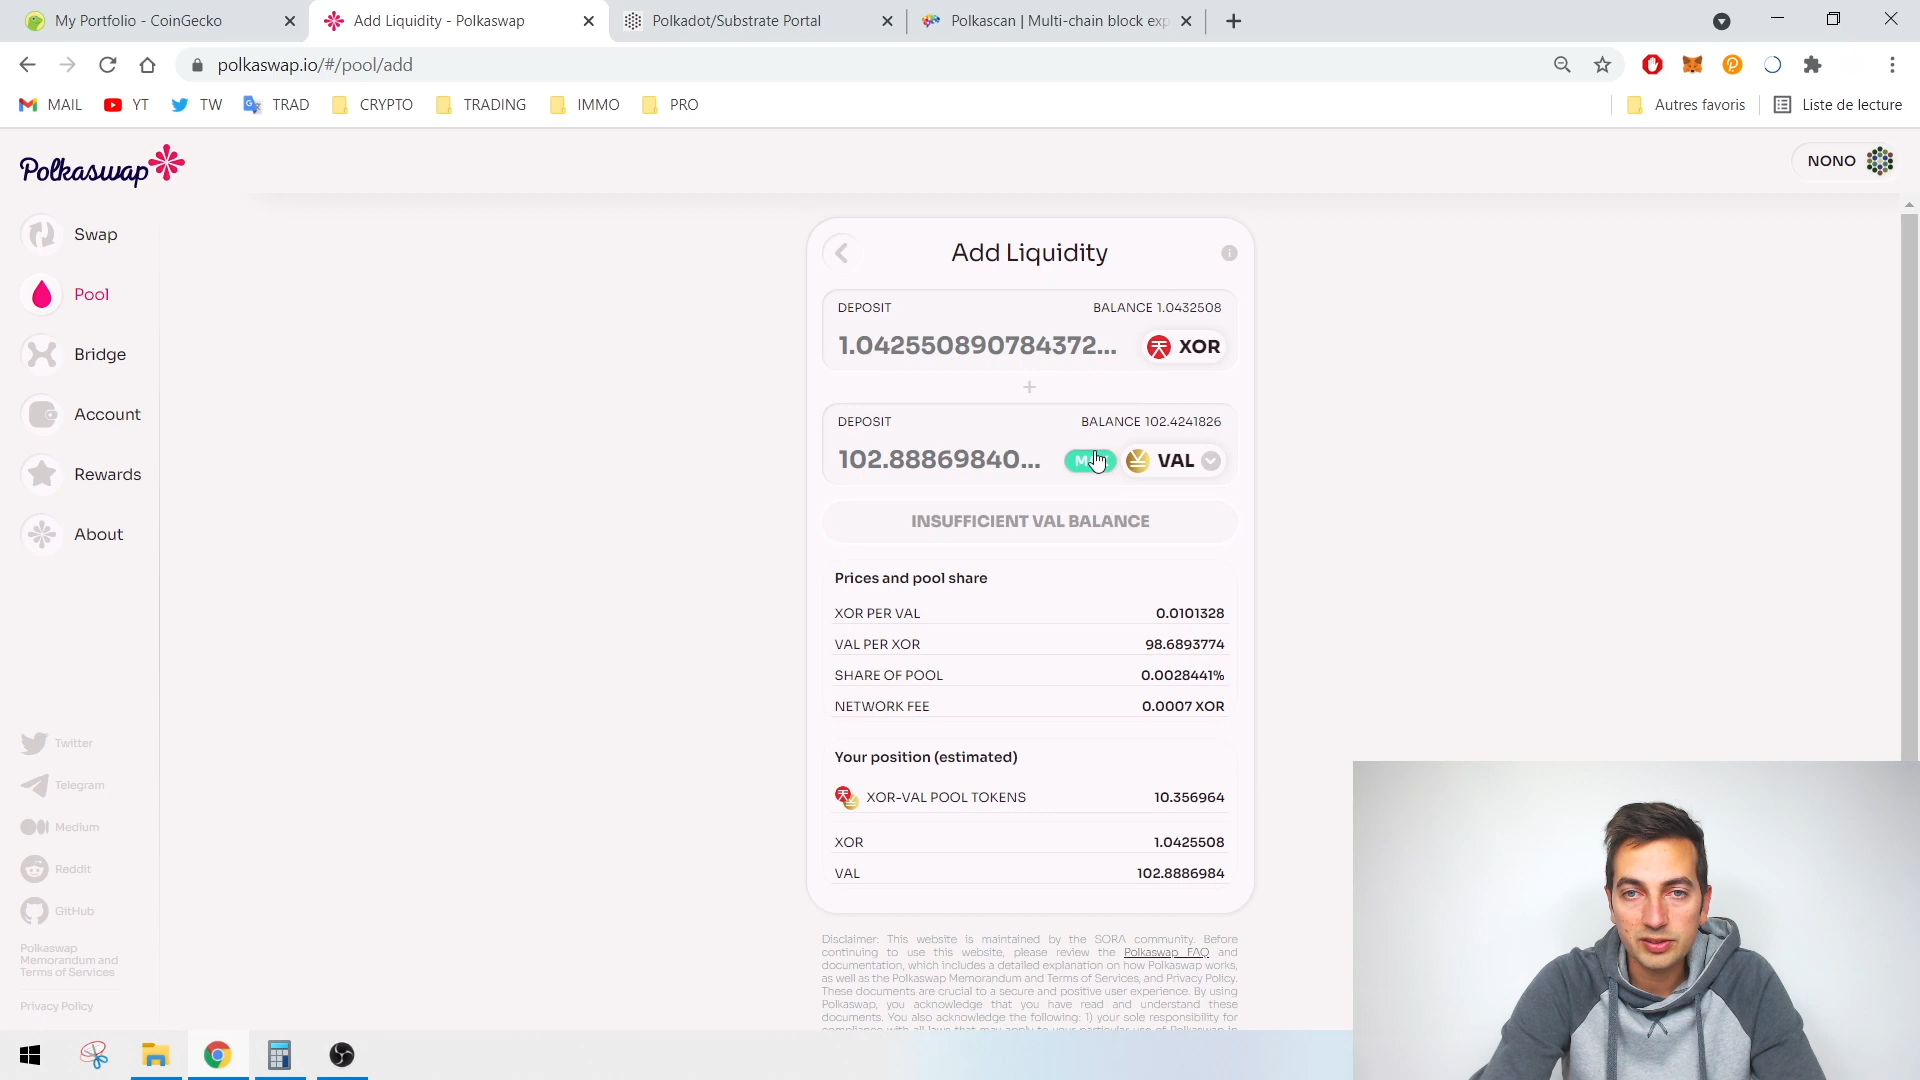 My Portfolio - CoinGecko
Add Liquidity - Polkaswap
Polkadot/Substrate Portal
Polkascan | Multi-chain block exp
polkaswap.io/#/pool/add
MAIL
YT
TW
TRAD
CRYPTO
TRADING
IMMO
PRO
Autres favoris
Liste de lecture
Polkaswap
NONO
Swap
Pool
Bridge
Account
Rewards
About
Twitter
Telegram
Medium
Reddit
GitHub
Polkaswap
Memorandum and
Terms of Services
Privacy Policy
Add Liquidity
DEPOSIT
BALANCE 1.0432508
1.042550890784372...
XOR
+
DEPOSIT
BALANCE 102.4241826
102.88869840...
VAL
INSUFFICIENT VAL BALANCE
Prices and pool share
XOR PER VAL
0.0101328
VAL PER XOR
98.6893774
SHARE OF POOL
0.0028441%
NETWORK FEE
0.0007 XOR
Your position (estimated)
XOR-VAL POOL TOKENS
10.356964
XOR
1.0425508
VAL
102.8886984
Disclaimer: This website is maintained by the SORA community. Before
continuing to use this website, please review the Polkaswap FAQ and
documentation, which includes a detailed explanation on how Polkaswap works,
as well as the Polkaswap Memorandum and Terms of Services, and Privacy Policy.
These documents are crucial to a secure and positive user experience. By using
Polkaswap, you acknowledge that you have read and understand these
documents. You also acknowledge the following: 1) your sole responsibility for